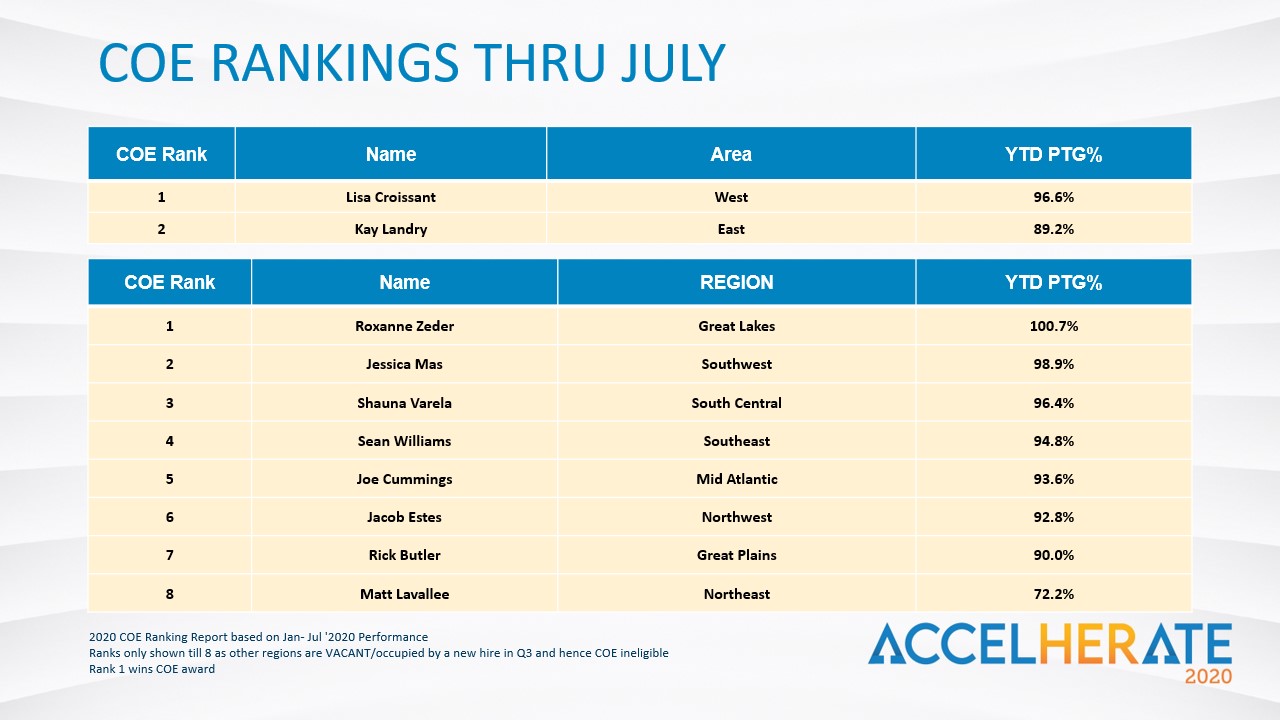 COE RANKINGS THRU JULY
COE Rank Name Area YTD PTG%
1 Lisa Croissant West 96.6%
2 Kay Landry East 89.2%
COE Rank Name REGION YTD PTG%
1 Roxanne Zeder Great Lakes 100.7%
2 Jessica Mas Southwest 98.9%
3 Shauna Varela South Central 96.4%
4 Sean Williams Southeast 94.8%
5 Joe Cummings Mid Atlantic 93.6%
6 Jacob Estes Northwest 92.8%
7 Rick Butler Great Plains 90.0%
8 Matt Lavallee Northeast 72.2%
2020 COE Ranking Report based on Jan- Jul '2020 Performance
Ranks only shown till 8 as other regions are VACANT/occupied by a new hire in Q3 and hence COE ineligible
Rank 1 wins COE award
ACCELHERATE
2020